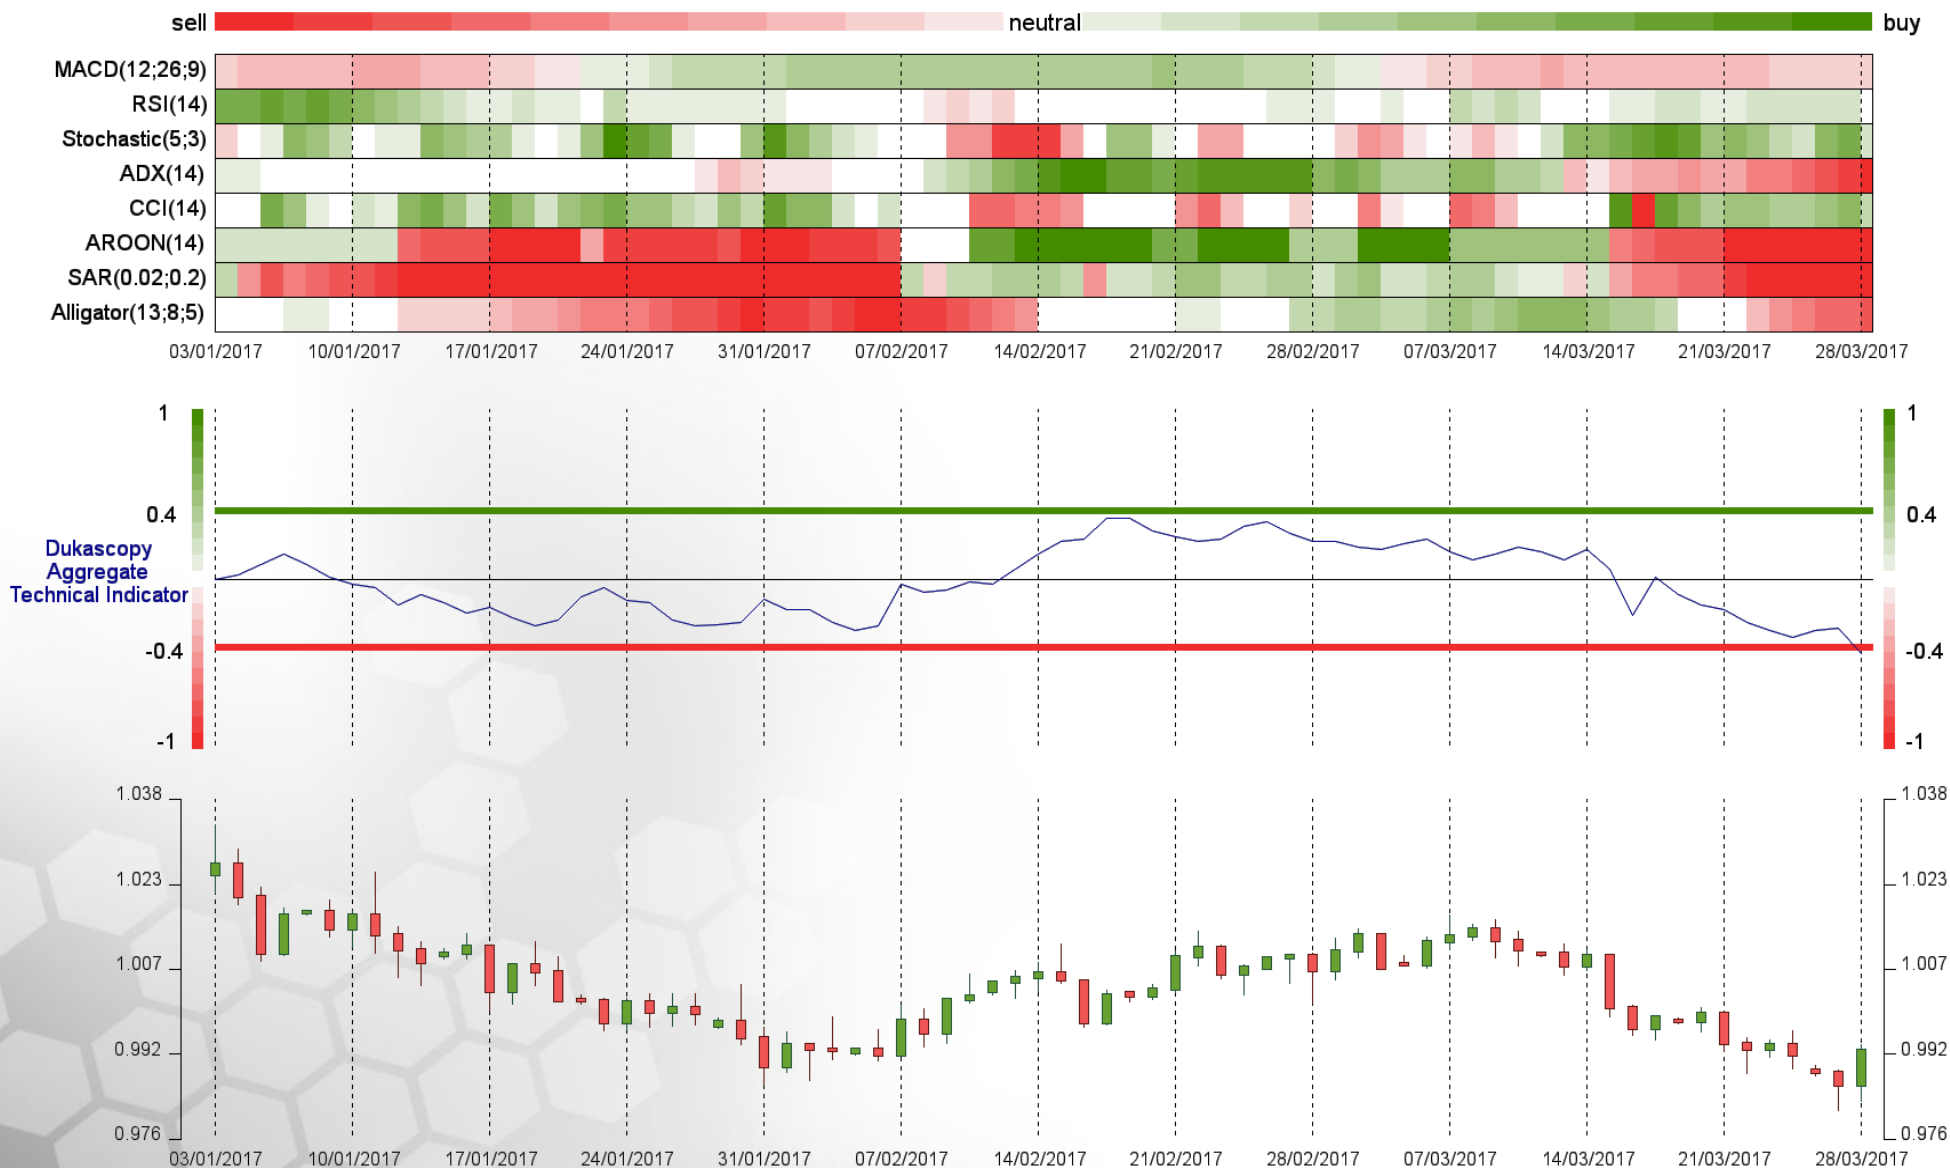 sell neutral buy
MACD(12;26;9)
RSI(14)
Stochastic(5;3)
ADX(14)
CCI(14)
AROON(14)
SAR(0.02;0.2)
Alligator(13;8;5)
03/01/2017 10/01/2017 17/01/2017 24/01/2017 31/01/2017 07/02/2017 14/02/2017 21/02/2017 28/02/2017 07/03/2017 14/03/2017 21/03/2017 28/03/2017
1 1
0.4 0.4
Dukascopy
Aggregate
Technical Indicator
-0.4 -0.4
-1 -1
1.038 1.038
1.023 1.023
1.007 1.007
0.992 0.992
0.976 0.976
03/01/2017 10/01/2017 17/01/2017 24/01/2017 31/01/2017 07/02/2017 14/02/2017 21/02/2017 28/02/2017 07/03/2017 14/03/2017 21/03/2017 28/03/2017